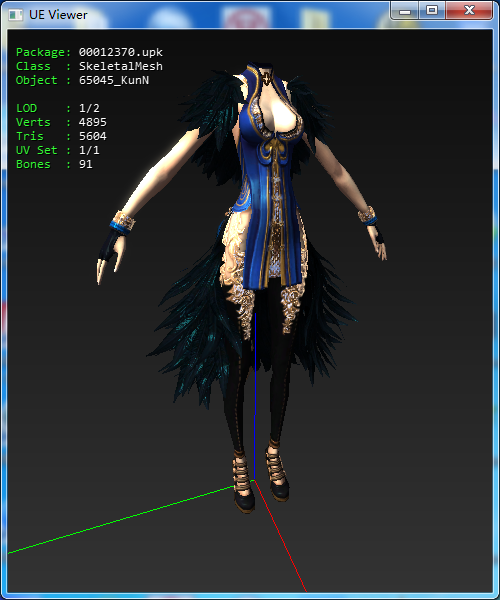 UE Viewer
Package: 00012370.upk
Class : SkeletalMesh
Object : 65045_KunN
LOD : 1/2
Verts : 4895
Tris : 5604
UV Set : 1/1
Bones : 91